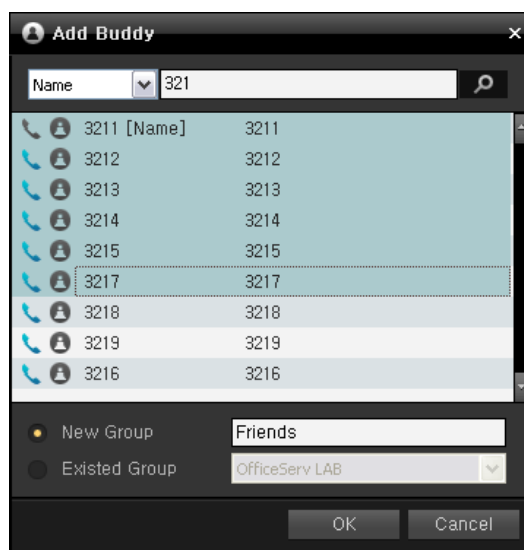 Add Buddy
Name 321
3211 [Name] 3211
3212 3212
3213 3213
3214 3214
3215 3215
3217 3217
3218 3218
3219 3219
3216 3216
New Group Friends
Existed Group OfficeServ LAB
OK Cancel